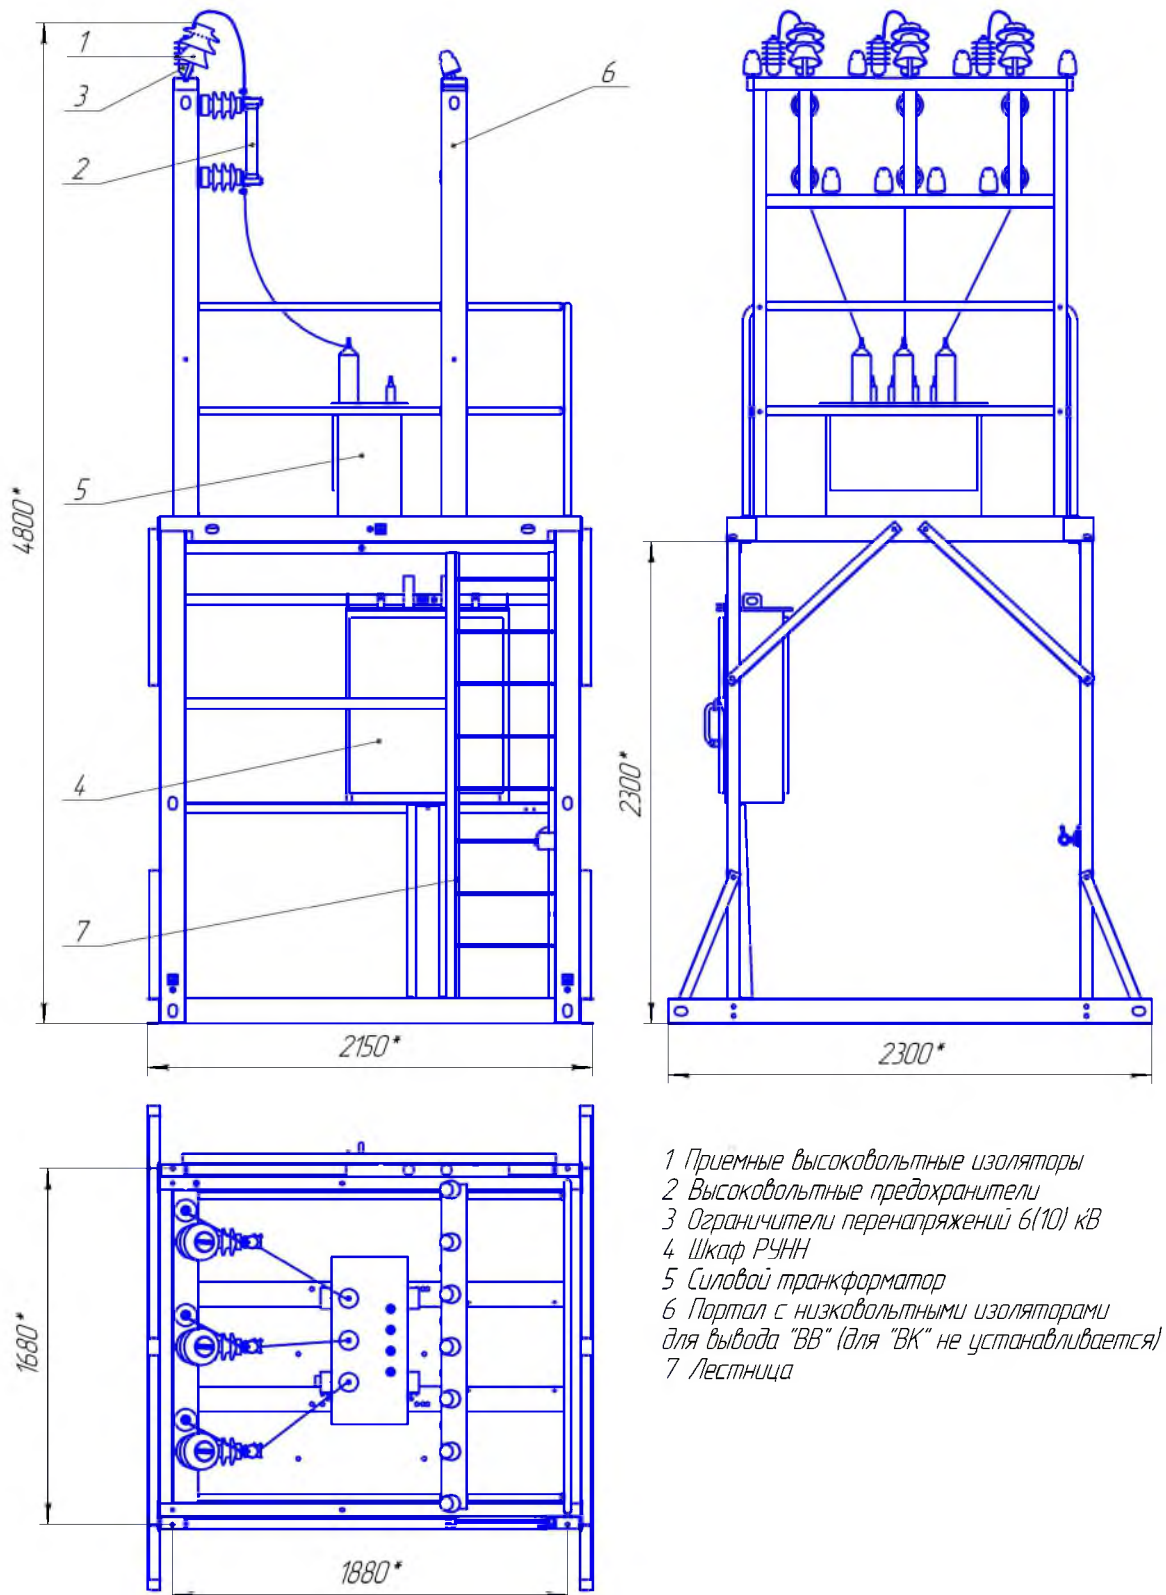 1
3
2
6
5
4
7
4800*
2300*
2150*
2300*
1680*
1880*
1 Приемные высоковольтные изоляторы
2 Высоковольтные предохранители
3 Ограничители перенапряжений 6(10) кВ
4 Шкаф РУНН
5 Силовой транкформатор
6 Портал с низковольтными изоляторами
для вывода "ВВ" (для "ВК" не устанавливается)
7 Лестница